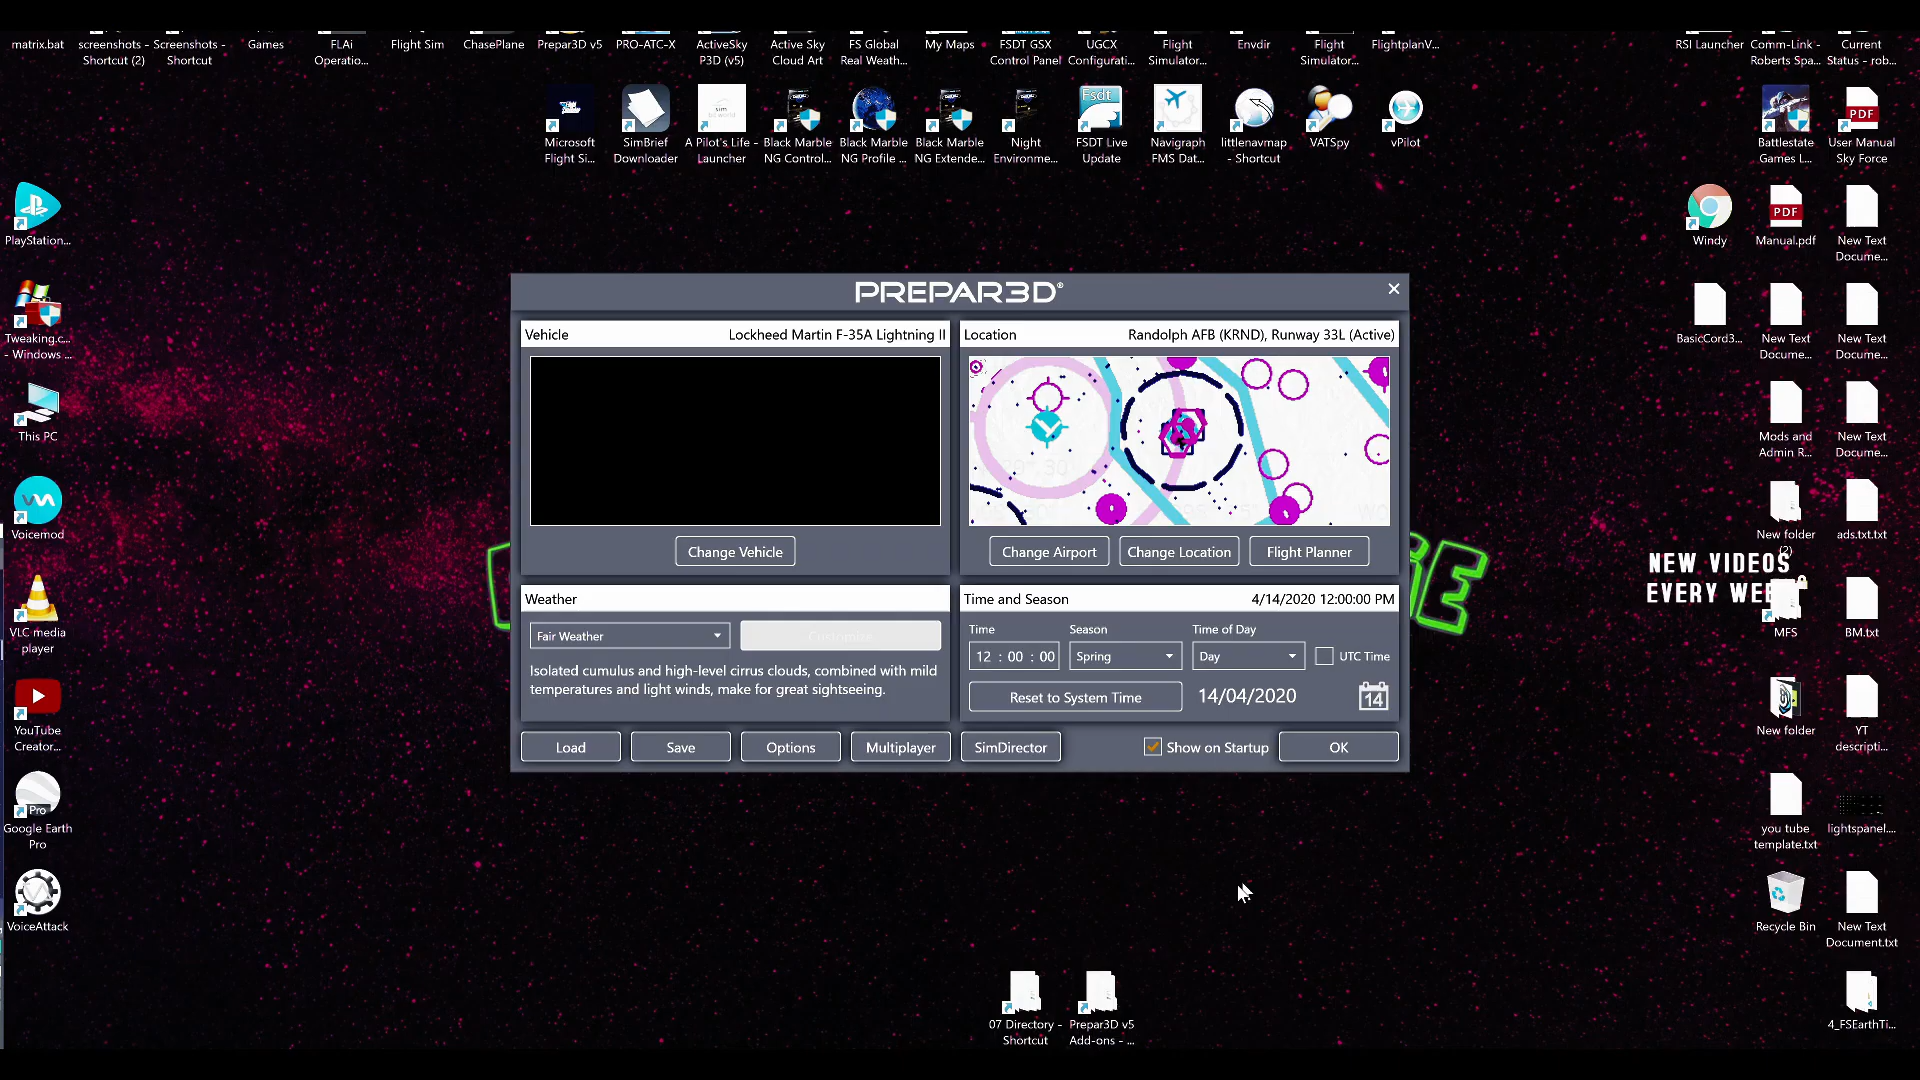 matrix.bat
screenshots -
Shortcut (2)
Screenshots -
Shortcut
Games
FLAi
Operatio...
Flight Sim
ChasePlane
Prepar3D v5
PRO-ATC-X
ActiveSky
P3D (v5)
Active Sky
Cloud Art
FS Global
Real Weath...
My Maps
FSDT GSX
Control Panel
UGCX
Configurati...
Flight
Simulator...
Envdir
Flight
Simulator...
FlightplanV...
RSI Launcher
Comm-Link -
Roberts Spa...
Current
Status - rob...
Microsoft
Flight Si...
SimBrief
Downloader
A Pilot's Life -
Launcher
Black Marble
NG Control...
Black Marble
NG Profile ...
Black Marble
NG Extende...
Night
Environme...
Fsdt
FSDT Live
Update
Navigraph
FMS Dat...
littlenavmap
- Shortcut
VATSpy
vPilot
Battlestate
Games L...
PDF
User Manual
Sky Force
PlayStation...
Windy
PDF
Manual.pdf
New Text
Docume...
Tweaking.c...
- Windows ...
BasicCord3...
New Text
Docume...
New Text
Docume...
This PC
Mods and
Admin R...
New Text
Docume...
Voicemod
New folder
(2)
ads.txt.txt
NEW VIDEOS
EVERY WEE
VLC media
player
MFS
BM.txt
YouTube
Creator...
New folder
YT
descripti...
Pro
Google Earth
Pro
you tube
template.txt
lightspanel....
VoiceAttack
Recycle Bin
New Text
Document.txt
07 Directory -
Shortcut
Prepar3D v5
Add-ons - ...
4_FSEarthTi...
PREPAR3D®
Vehicle
Lockheed Martin F-35A Lightning II
Location
Randolph AFB (KRND), Runway 33L (Active)
Change Vehicle
Change Airport
Change Location
Flight Planner
Weather
Time and Season
4/14/2020 12:00:00 PM
Fair Weather
Customize
Isolated cumulus and high-level cirrus clouds, combined with mild
temperatures and light winds, make for great sightseeing.
Time
Season
Time of Day
12 : 00 : 00
Spring
Day
UTC Time
Reset to System Time
14/04/2020
14
Load
Save
Options
Multiplayer
SimDirector
Show on Startup
OK